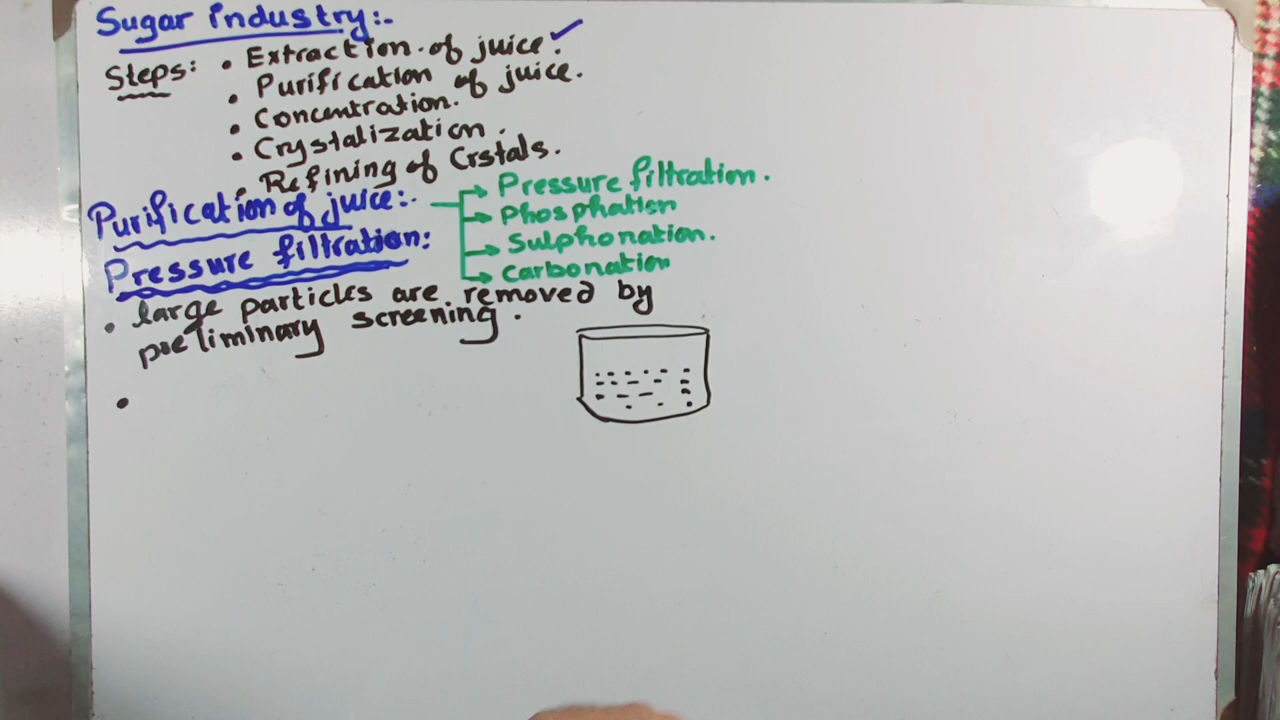 Sugar industry:-
Steps: • Extraction of juice. ✓
• Purification of juice.
• Concentration.
• Crystalization.
• Refining of Crstals.
Purification of juice:-
→ Pressure filtration.
→ Phosphation
→ Sulphonation.
→ Carbonation
Pressure filtration:
• large particles are removed by
preliminary screening.
•